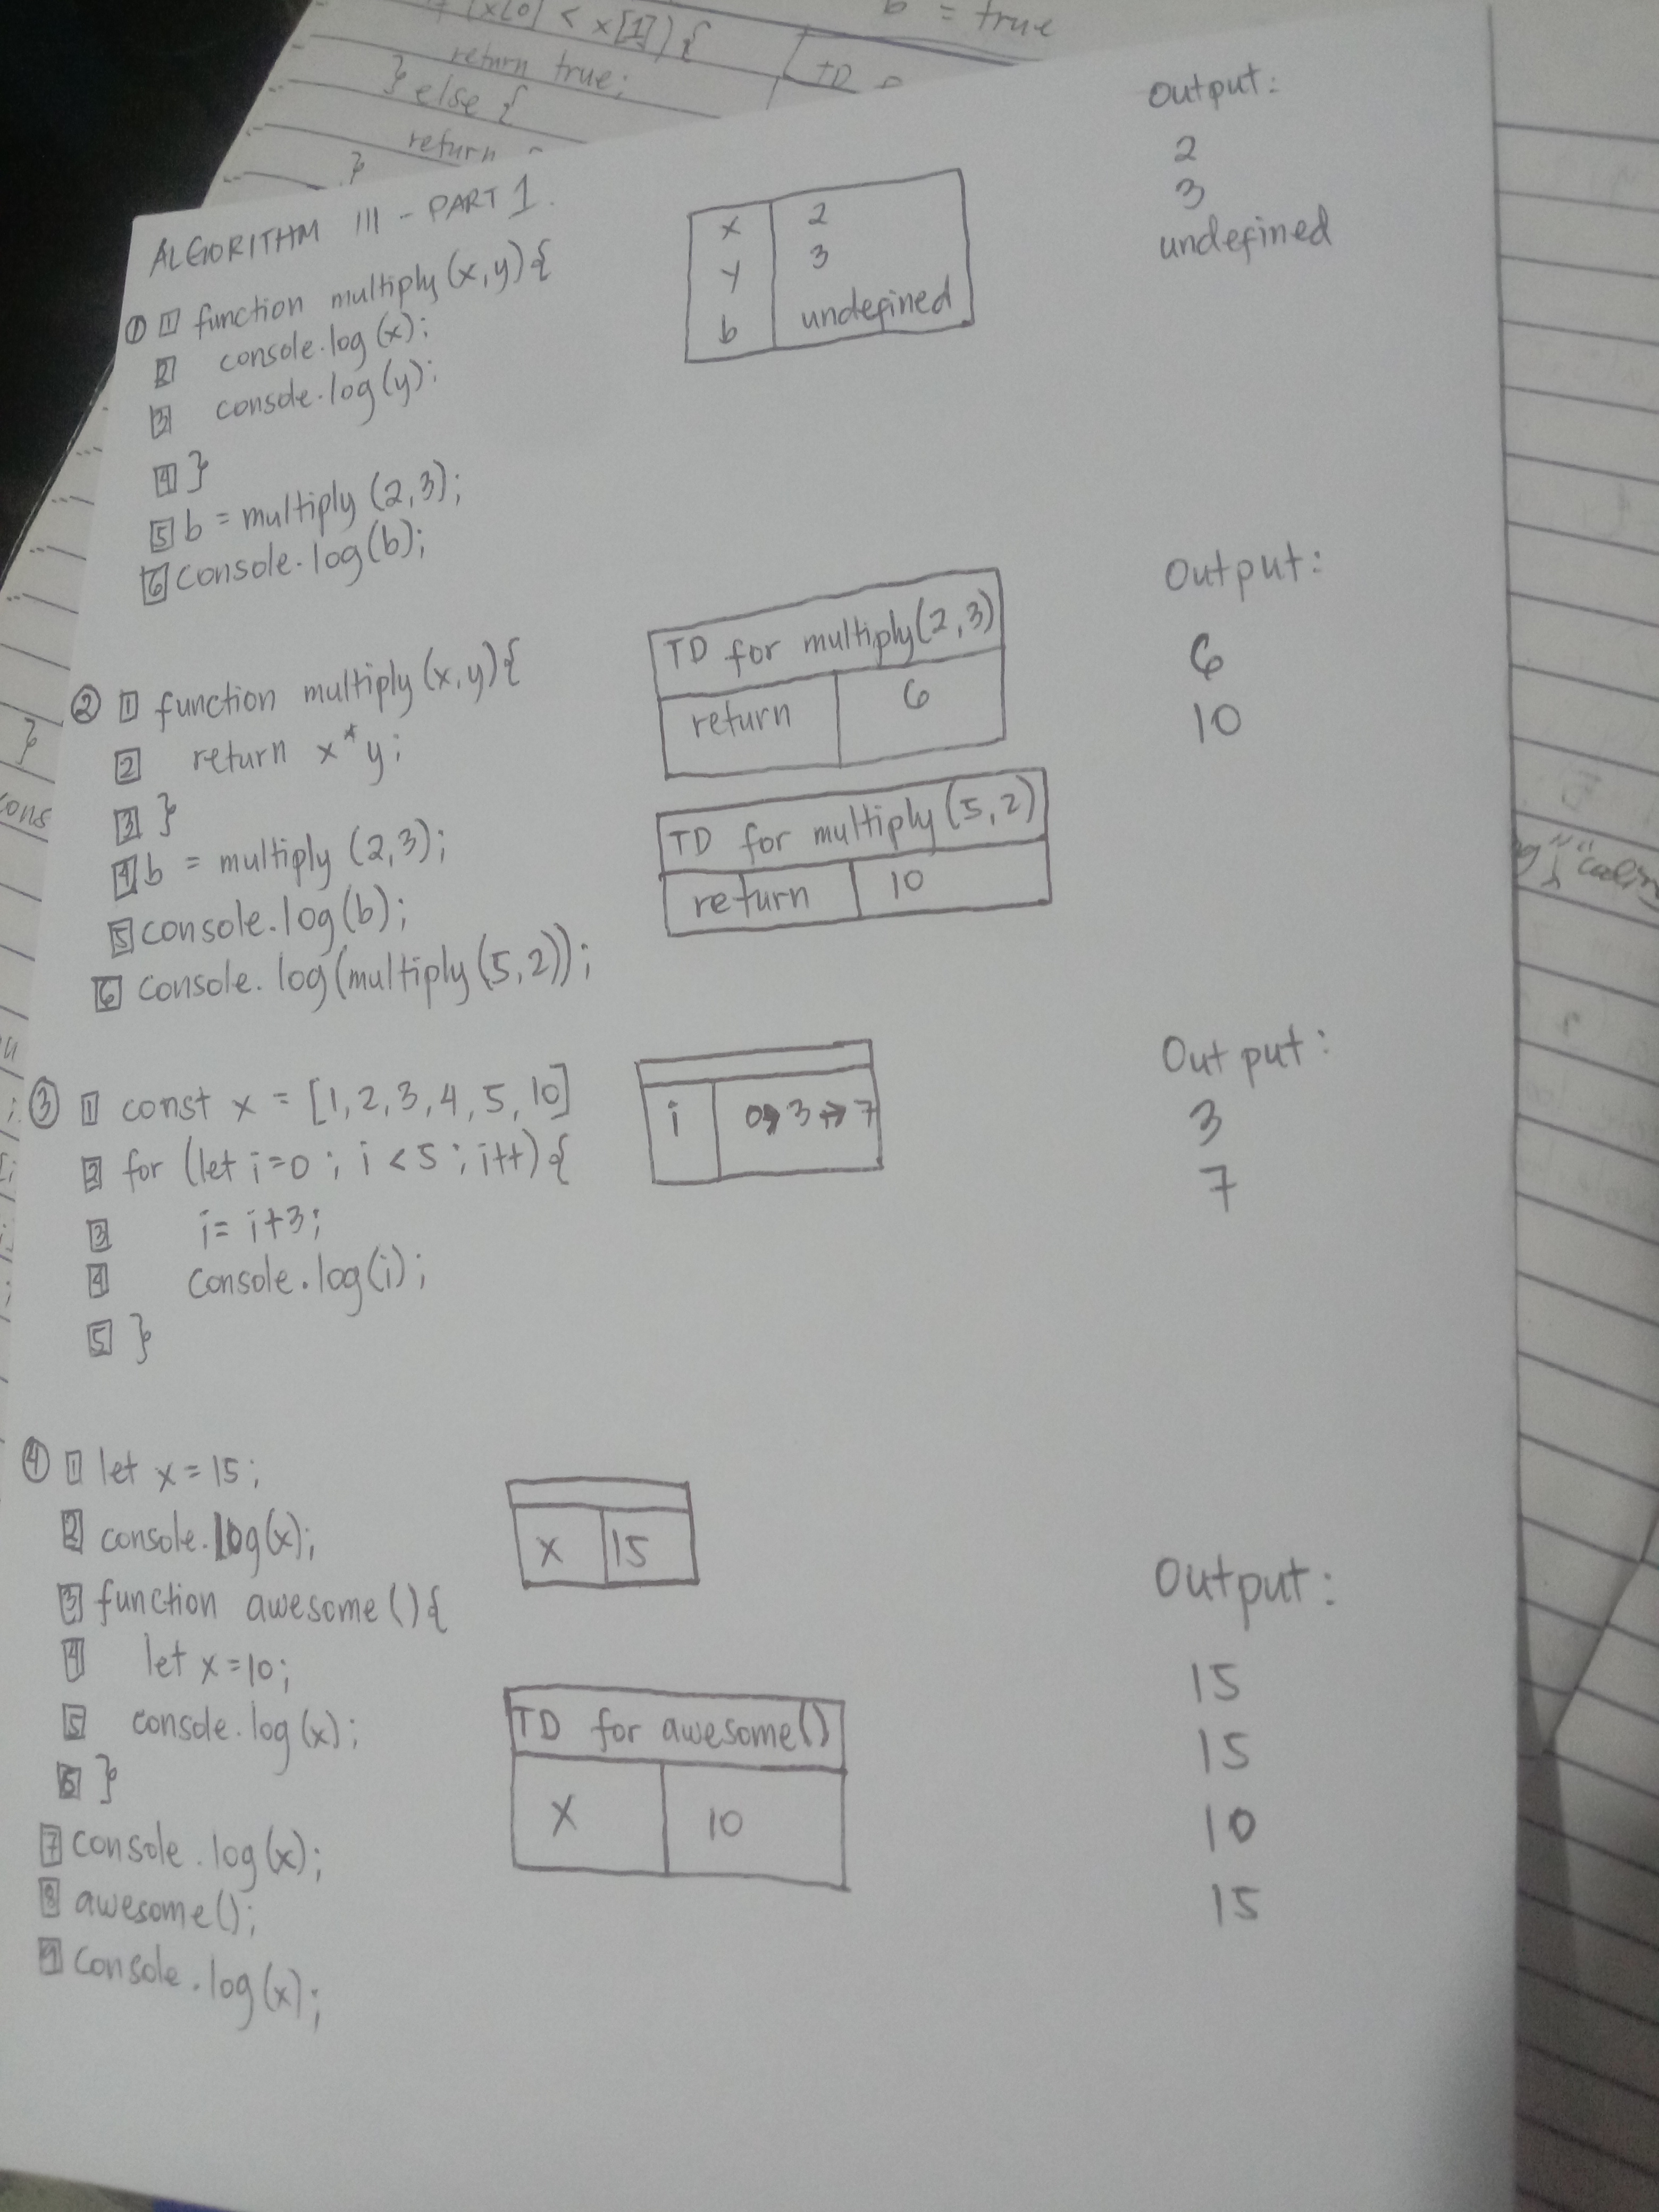 x[0] < x[1]) {
return true;
} else {
return
}
b = true
TD
ALGORITHM III - PART 1.
① 1 function multiply(x,y){
2 console.log(x);
3 console.log(y);
4 }
5 b = multiply (2,3);
6 console.log(b);
x 2
y 3
b undefined
Output:
2
3
undefined
② 1 function multiply (x,y){
2 return x*y;
3 }
4 b = multiply (2,3);
5 console.log(b);
6 console.log(multiply(5,2));
TD for multiply(2,3)
return 6
TD for multiply(5,2)
return 10
Output:
6
10
③ 1 const x = [1,2,3,4,5,10]
2 for (let i=0; i<5; i++){
3 i= i+3;
4 console.log(i);
5 }
i 0→3→7
Output:
3
7
④ 1 let x=15;
2 console.log(x);
3 function awesome(){
4 let x=10;
5 console.log(x);
6 }
7 console.log(x);
8 awesome();
9 console.log(x);
x 15
TD for awesome()
x 10
Output:
15
15
10
15
}
cons